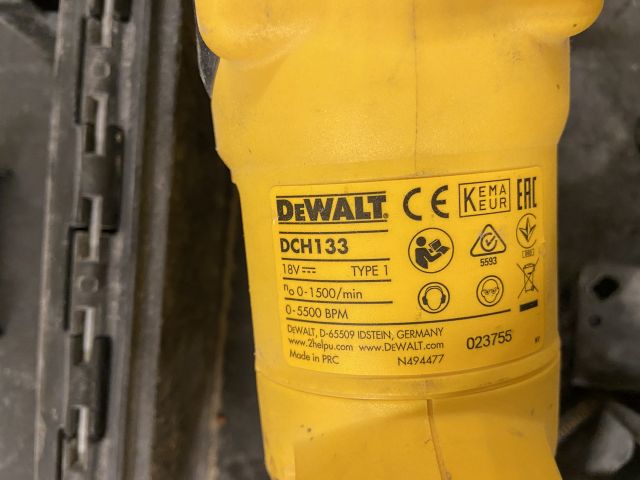 DEWALT
CE
KEMA
KEUR
EAC
DCH133
18V
TYPE 1
5593
n₀ 0-1500/min
0-5500 BPM
DEWALT, D-65509 IDSTEIN, GERMANY
www.2helpu.com www.DEWALT.com
023755
Made in PRC
N494477